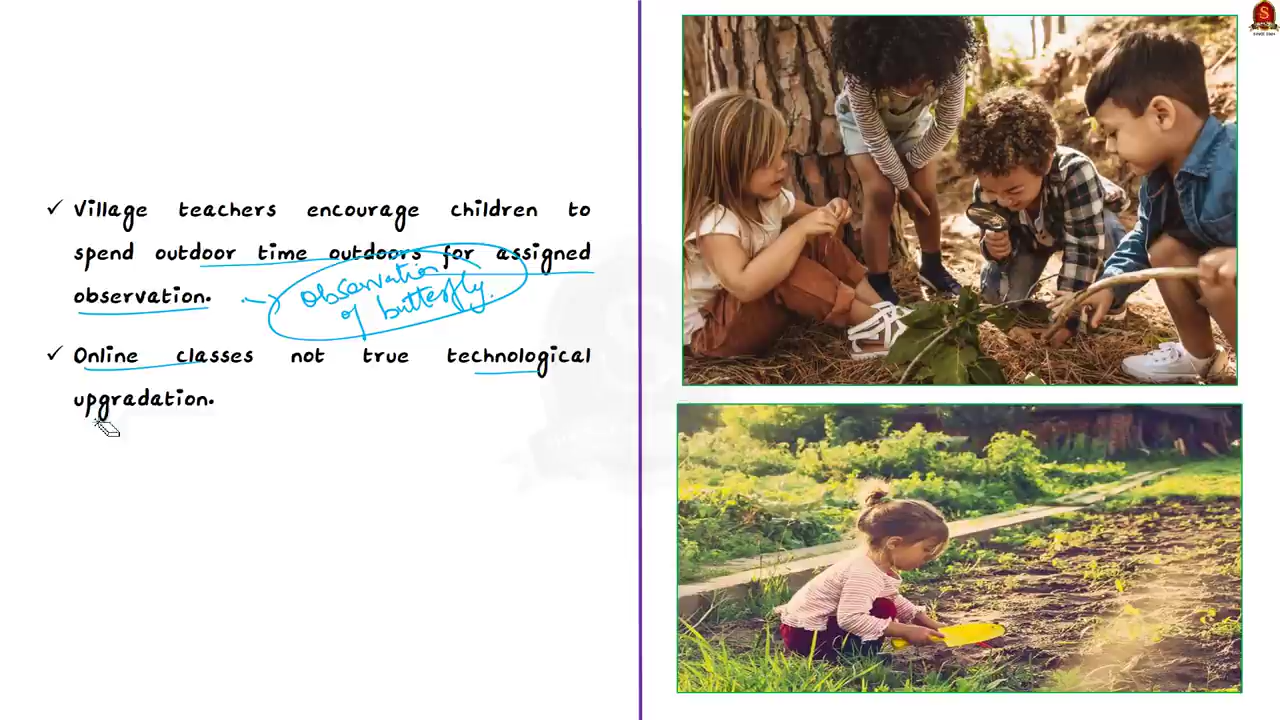 ✓ Village teachers encourage children to
spend outdoor time outdoors for assigned
observation.
observation
of butterfly.
✓ Online classes not true technological
upgradation.
S